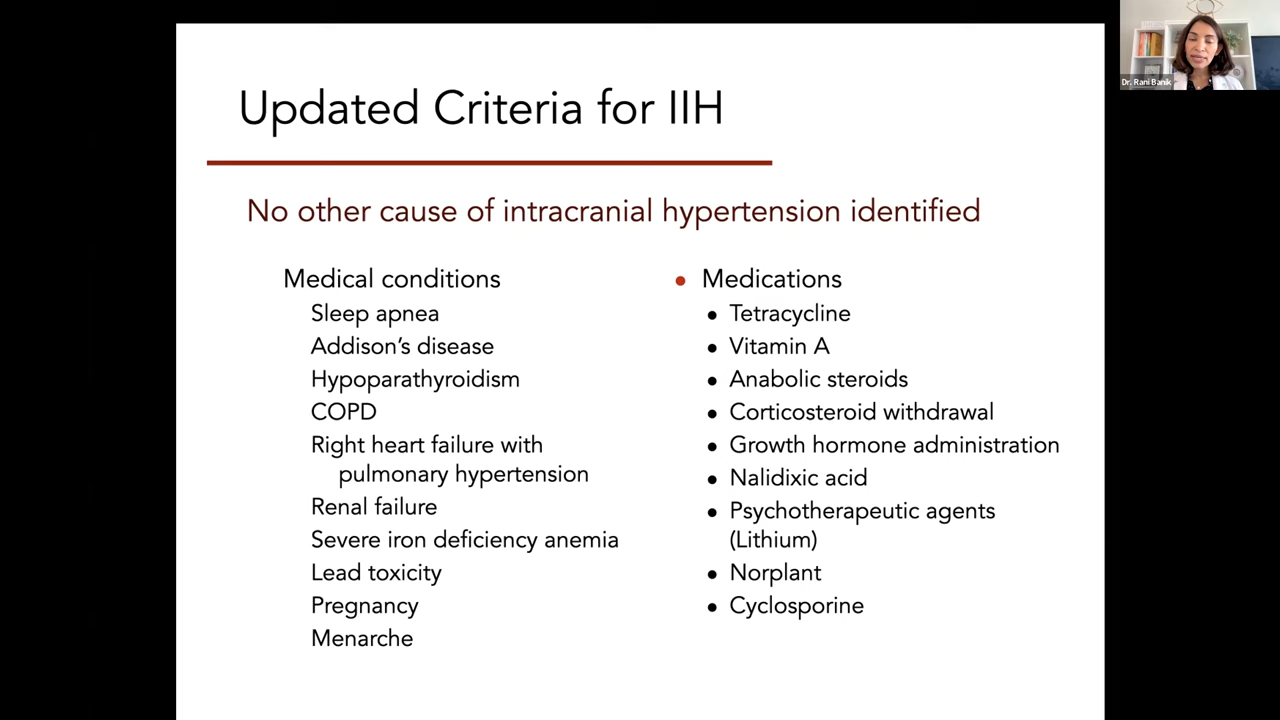 Updated Criteria for IIH
No other cause of intracranial hypertension identified
Medical conditions
Sleep apnea
Addison’s disease
Hypoparathyroidism
COPD
Right heart failure with
pulmonary hypertension
Renal failure
Severe iron deficiency anemia
Lead toxicity
Pregnancy
Menarche
• Medications
• Tetracycline
• Vitamin A
• Anabolic steroids
• Corticosteroid withdrawal
• Growth hormone administration
• Nalidixic acid
• Psychotherapeutic agents
(Lithium)
• Norplant
• Cyclosporine
Dr. Rani Banik